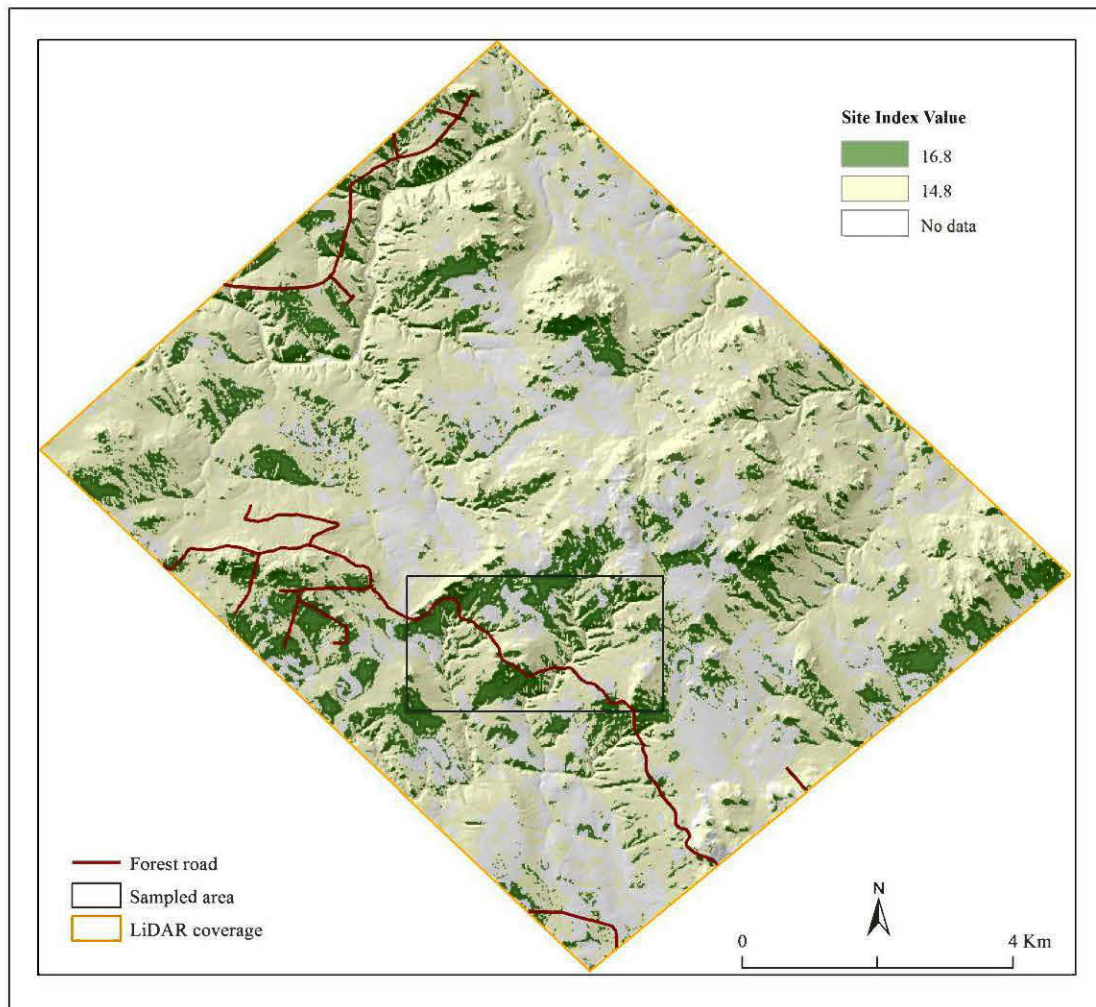 Site Index Value
16.8
14.8
No data
Forest road
Sampled area
LiDAR coverage
N
0 4 Km